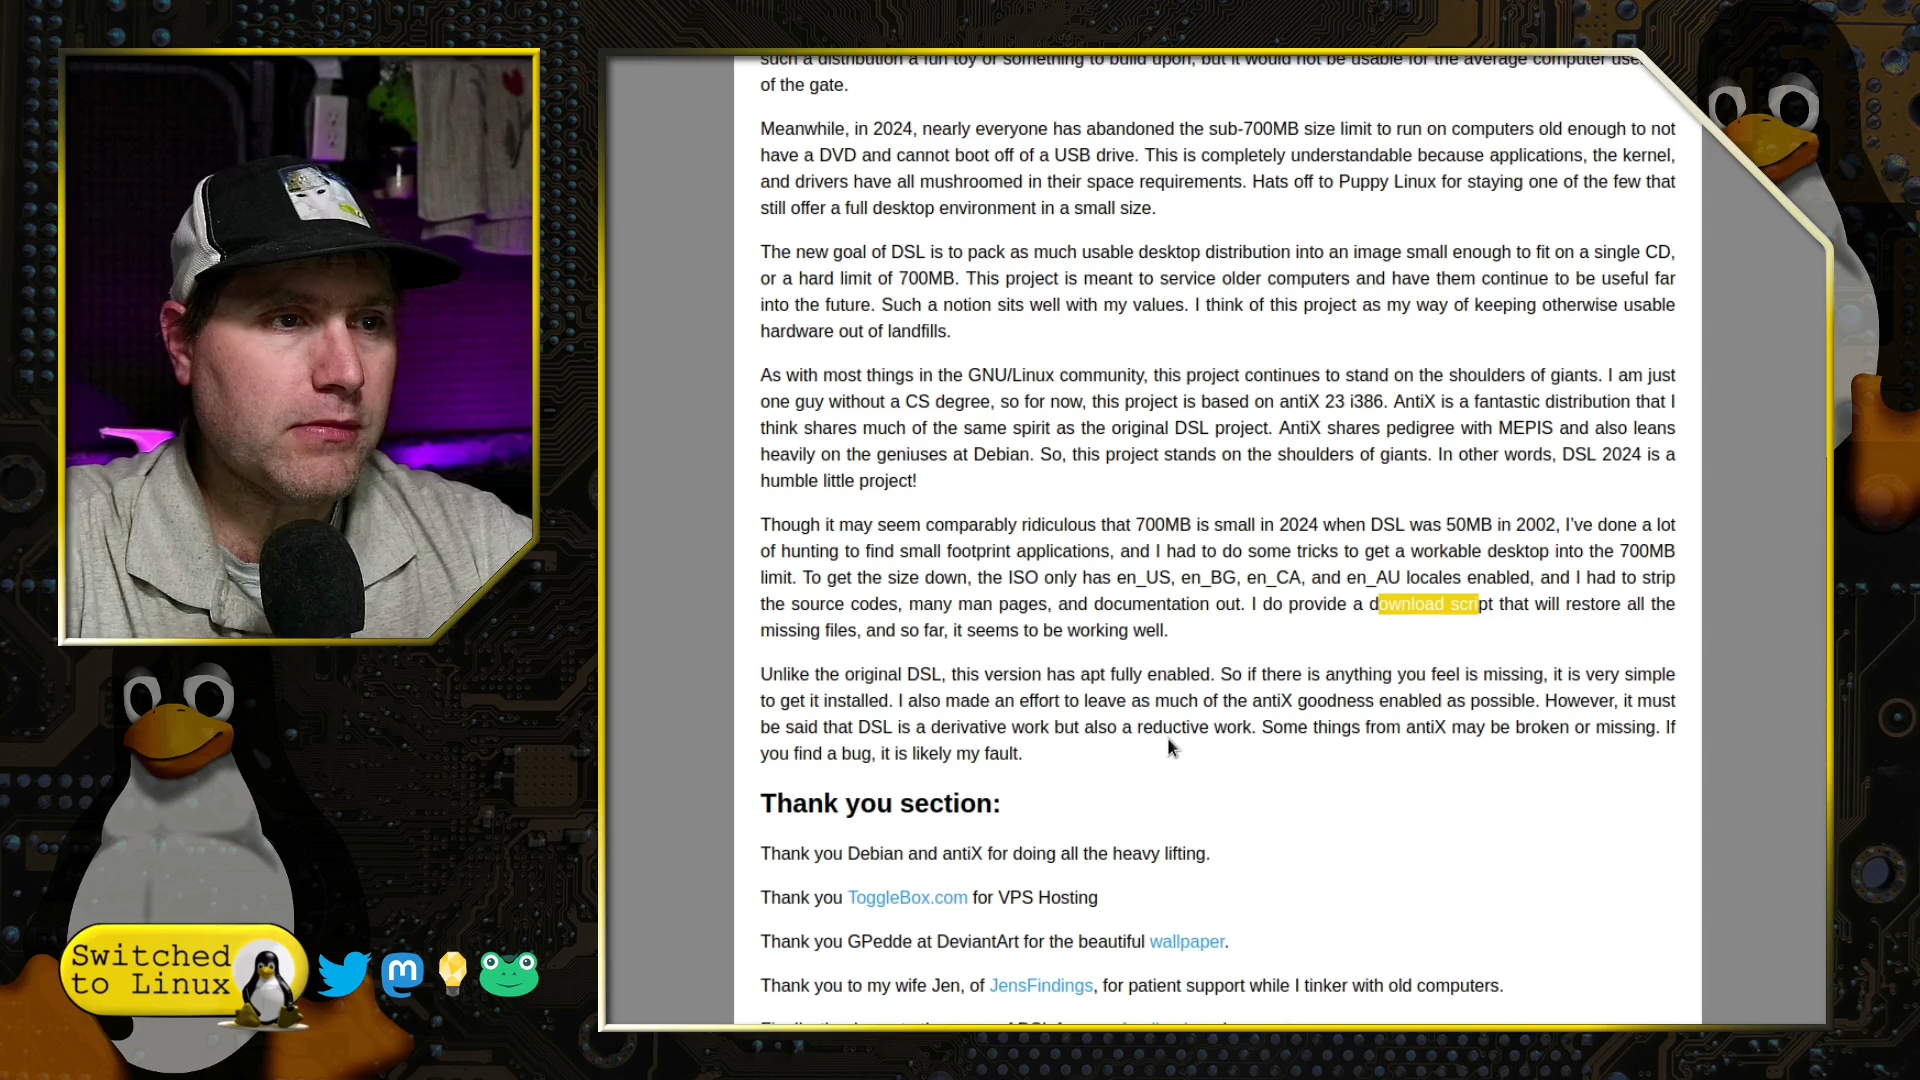 such a distribution a fun toy or something to build upon, but it would not be usable for the average computer use
of the gate.
Meanwhile, in 2024, nearly everyone has abandoned the sub-700MB size limit to run on computers old enough to not
have a DVD and cannot boot off of a USB drive. This is completely understandable because applications, the kernel,
and drivers have all mushroomed in their space requirements. Hats off to Puppy Linux for staying one of the few that
still offer a full desktop environment in a small size.
The new goal of DSL is to pack as much usable desktop distribution into an image small enough to fit on a single CD,
or a hard limit of 700MB. This project is meant to service older computers and have them continue to be useful far
into the future. Such a notion sits well with my values. I think of this project as my way of keeping otherwise usable
hardware out of landfills.
As with most things in the GNU/Linux community, this project continues to stand on the shoulders of giants. I am just
one guy without a CS degree, so for now, this project is based on antiX 23 i386. AntiX is a fantastic distribution that I
think shares much of the same spirit as the original DSL project. AntiX shares pedigree with MEPIS and also leans
heavily on the geniuses at Debian. So, this project stands on the shoulders of giants. In other words, DSL 2024 is a
humble little project!
Though it may seem comparably ridiculous that 700MB is small in 2024 when DSL was 50MB in 2002, I've done a lot
of hunting to find small footprint applications, and I had to do some tricks to get a workable desktop into the 700MB
limit. To get the size down, the ISO only has en_US, en_BG, en_CA, and en_AU locales enabled, and I had to strip
the source codes, many man pages, and documentation out. I do provide a download script that will restore all the
missing files, and so far, it seems to be working well.
Unlike the original DSL, this version has apt fully enabled. So if there is anything you feel is missing, it is very simple
to get it installed. I also made an effort to leave as much of the antiX goodness enabled as possible. However, it must
be said that DSL is a derivative work but also a reductive work. Some things from antiX may be broken or missing. If
you find a bug, it is likely my fault.
Thank you section:
Thank you Debian and antiX for doing all the heavy lifting.
Thank you ToggleBox.com for VPS Hosting
Thank you GPedde at DeviantArt for the beautiful wallpaper.
Thank you to my wife Jen, of JensFindings, for patient support while I tinker with old computers.
Switched
to Linux